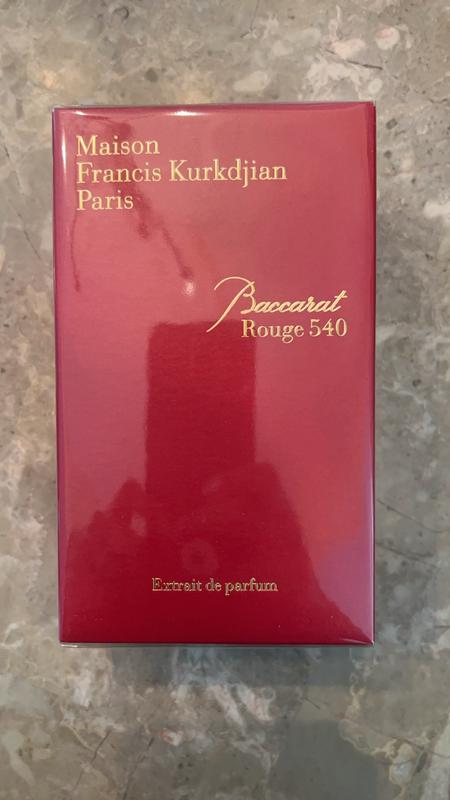 Maison
Francis Kurkdjian
Paris
Baccarat
Rouge 540
Extrait de parfum